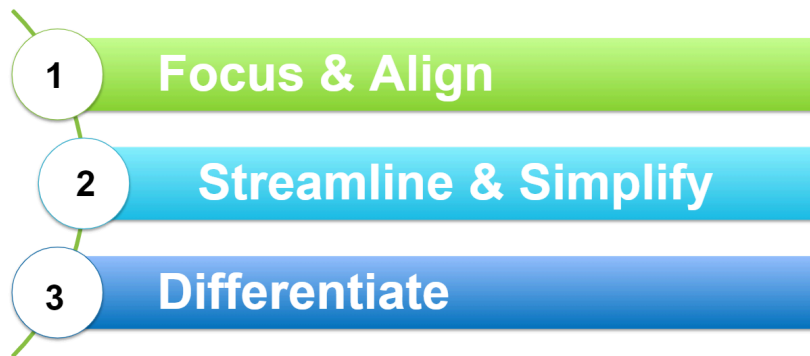 1 Focus & Align
2 Streamline & Simplify
3 Differentiate